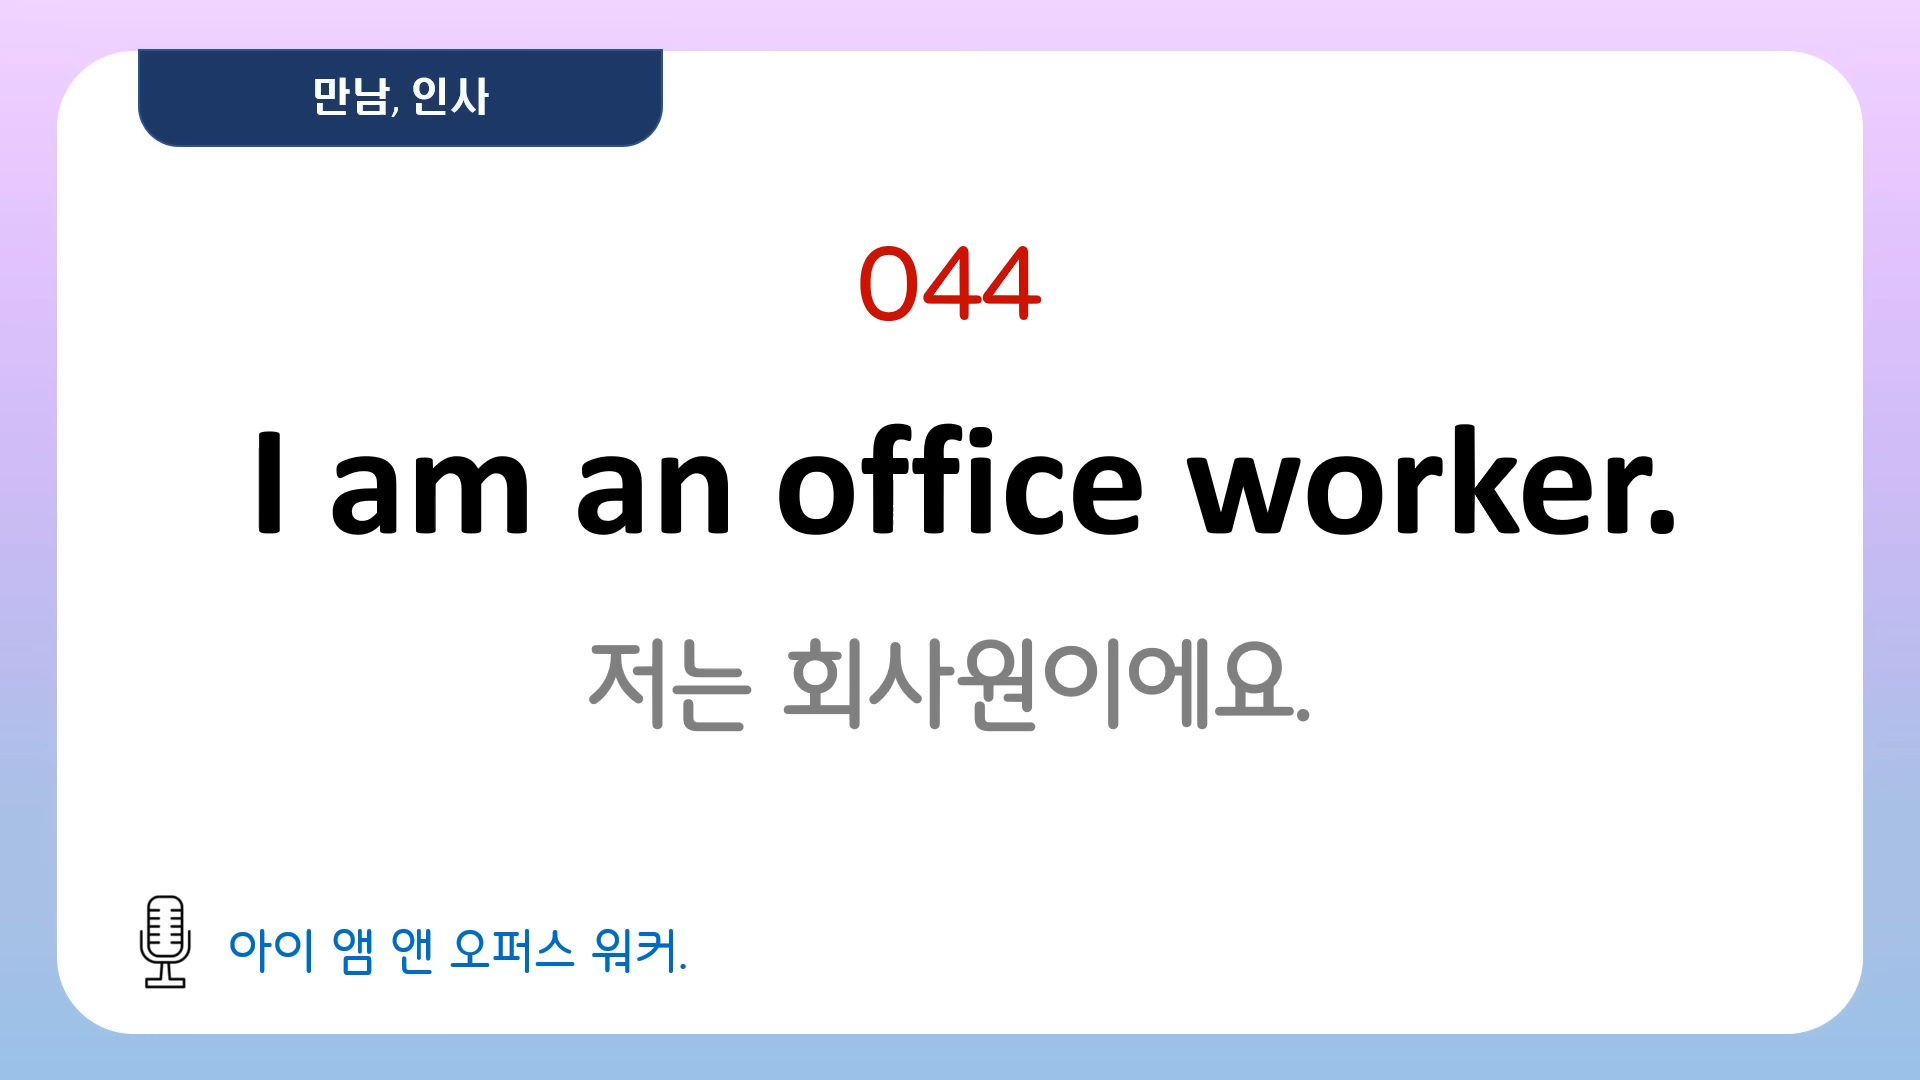 만남, 인사
044
I am an office worker.
저는 회사원이에요.
아이 앰 앤 오퍼스 워커.